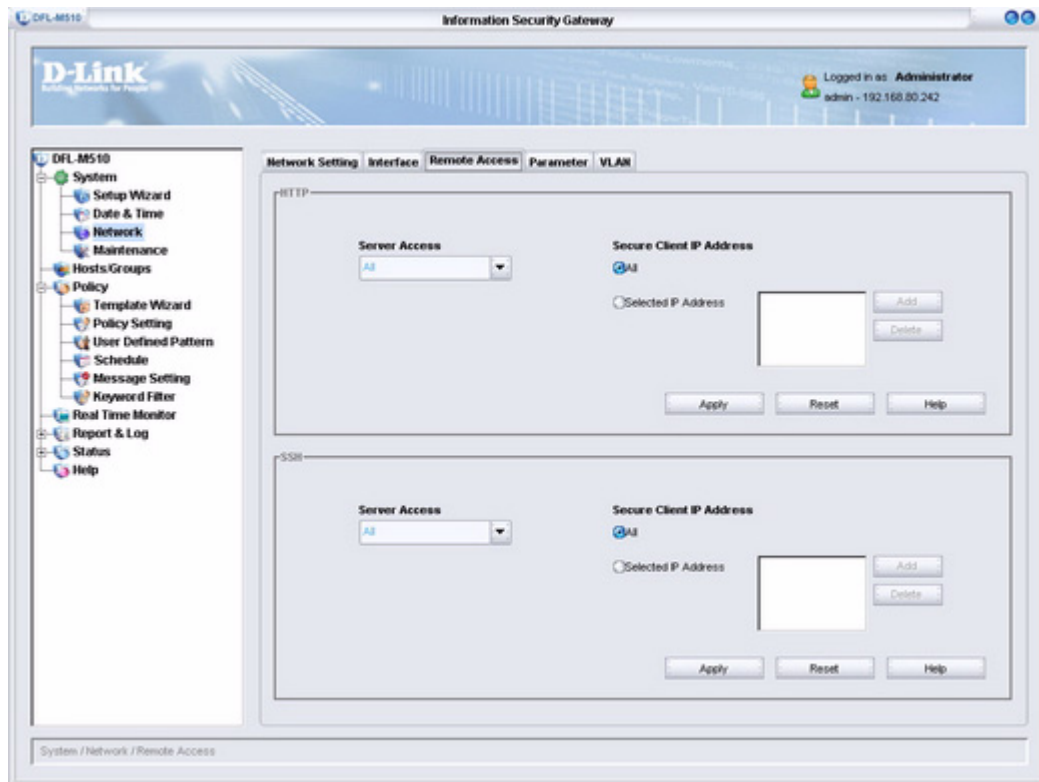 DFL-M510
Information Security Gateway
D-Link
Building Networks for People
Logged in as Administrator
admin - 192.168.80.242
DFL-M510
System
Setup Wizard
Date & Time
Network
Maintenance
Hosts/Groups
Policy
Template Wizard
Policy Setting
User Defined Pattern
Schedule
Message Setting
Keyword Filter
Real Time Monitor
Report & Log
Status
Help
Network Setting Interface Remote Access Parameter VLAN
HTTP
Server Access Secure Client IP Address
All All
Selected IP Address Add
Delete
Apply Reset Help
SSH
Server Access Secure Client IP Address
All All
Selected IP Address Add
Delete
Apply Reset Help
System / Network / Remote Access